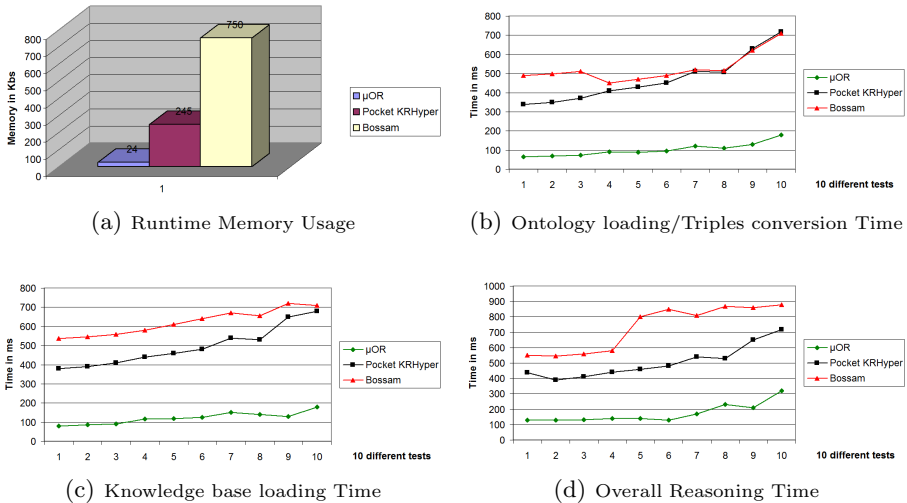 800
700
600
500
400
300
200
100
0
Memory in Kbs
24
245
750
1
µOR
Pocket KRHyper
Bossam
(a) Runtime Memory Usage
800
700
600
500
400
300
200
100
0
Time in ms
1 2 3 4 5 6 7 8 9 10
10 different tests
µOR
Pocket KRHyper
Bossam
(b) Ontology loading/Triples conversion Time
800
700
600
500
400
300
200
100
0
Time in ms
1 2 3 4 5 6 7 8 9 10
10 different tests
µOR
Pocket KRHyper
Bossam
(c) Knowledge base loading Time
1000
900
800
700
600
500
400
300
200
100
0
Time in ms
1 2 3 4 5 6 7 8 9 10
10 different tests
µOR
Pocket KRHyper
Bossam
(d) Overall Reasoning Time